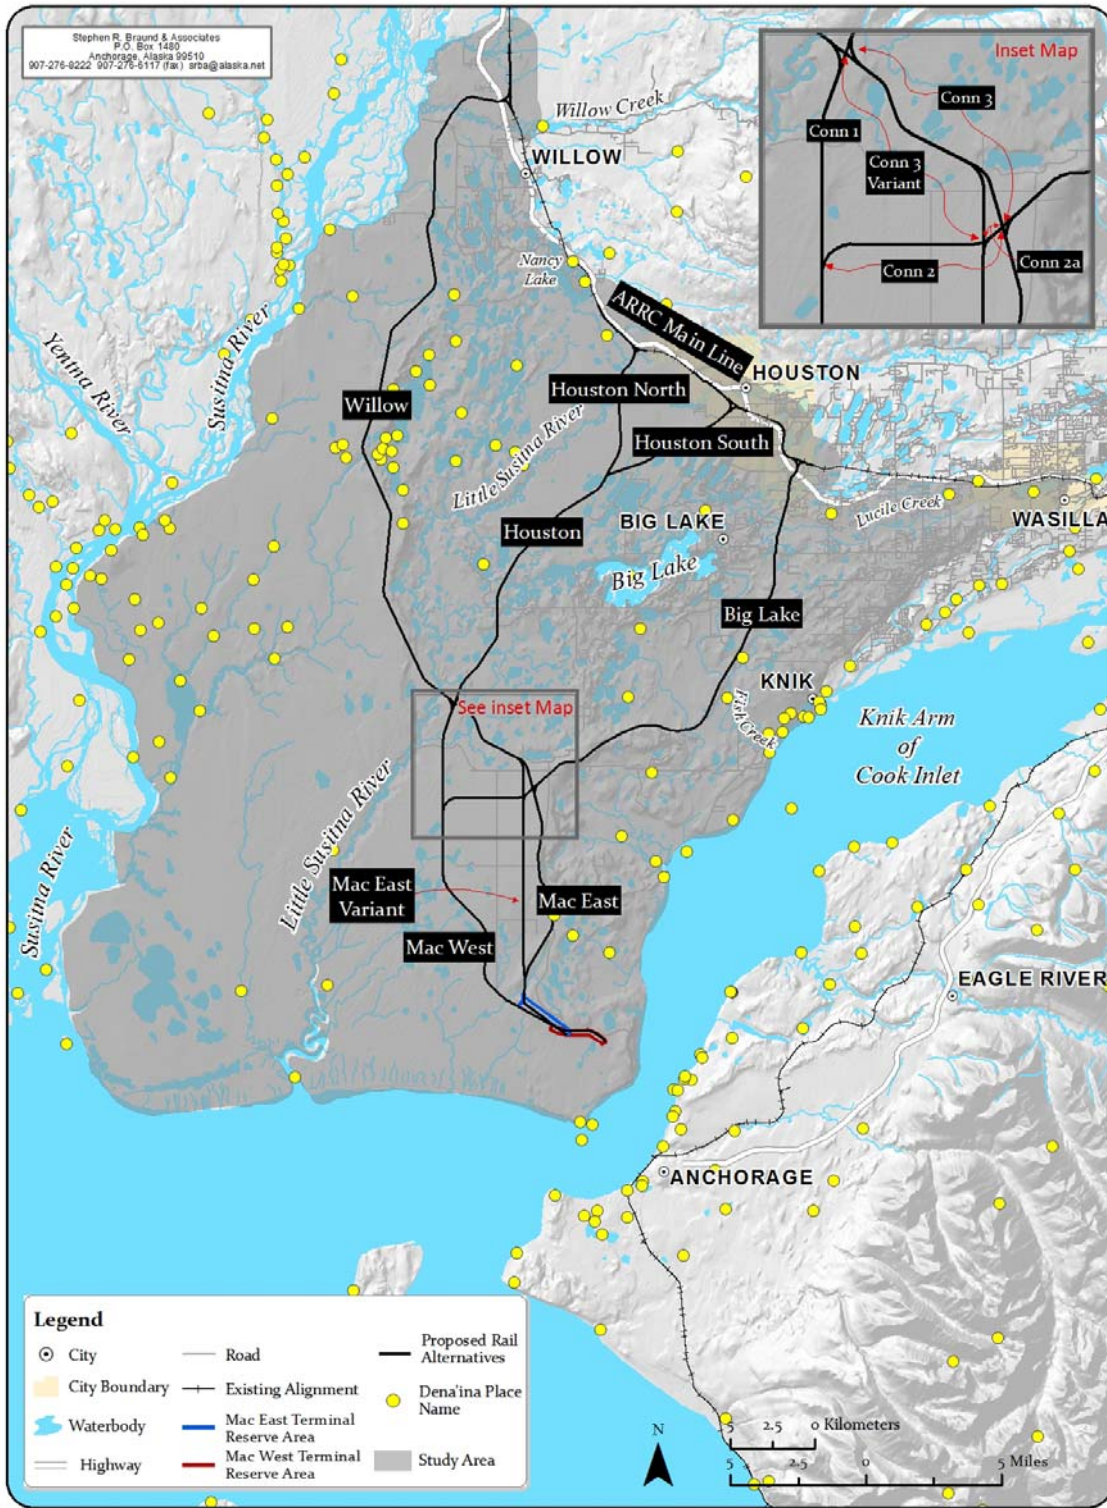 Stephen R. Braund & Associates
P.O. Box 1480
Anchorage, Alaska 99510
907-276-8222 907-276-6117 (fax) srba@alaska.net
Inset Map
Conn 3
Conn 1
Conn 3
Variant
Conn 2
Conn 2a
Willow Creek
WILLOW
Nancy
Lake
ARRC Main Line
HOUSTON
Yentna River
Susitna River
Willow
Houston North
Houston South
Little Susitna River
Houston
BIG LAKE
Big Lake
Lucile Creek
WASILLA
Big Lake
KNIK
Fish Creek
See inset Map
Knik Arm
of
Cook Inlet
Susitna River
Little Susitna River
Mac East
Variant
Mac East
Mac West
EAGLE RIVER
ANCHORAGE
Legend
City
City Boundary
Waterbody
Highway
Road
Existing Alignment
Mac East Terminal
Reserve Area
Mac West Terminal
Reserve Area
Proposed Rail
Alternatives
Dena'ina Place
Name
Study Area
N
5 2.5 0 Kilometers
5 2.5 0 5 Miles